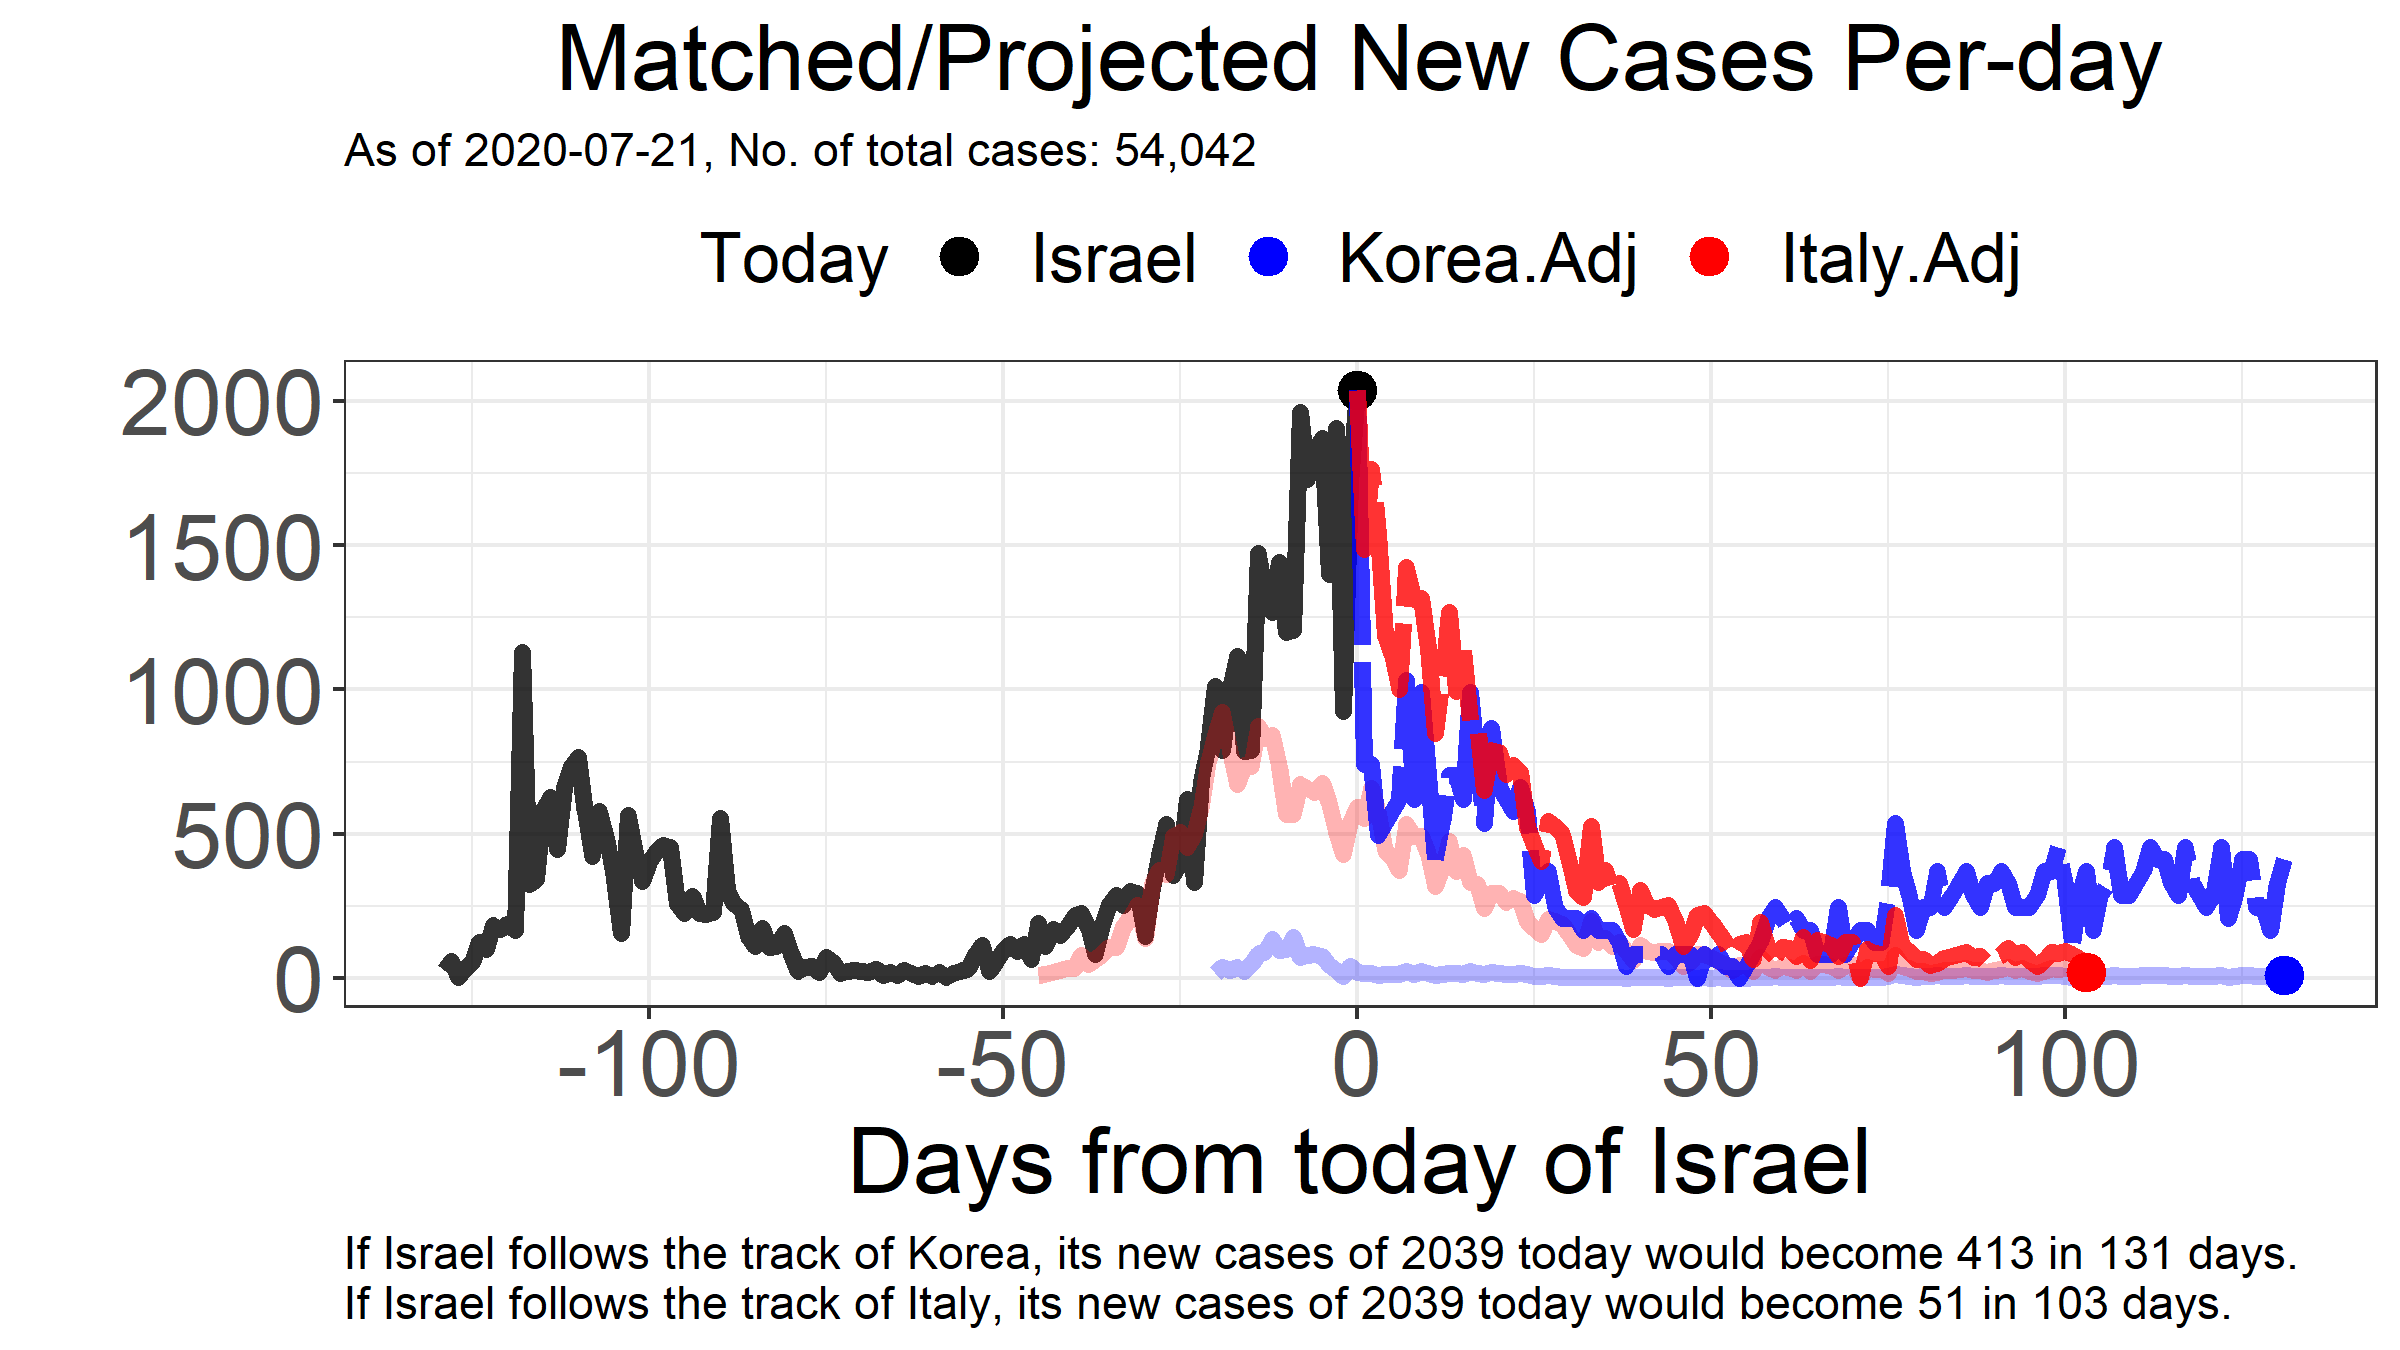 Matched/Projected New Cases Per-day
As of 2020-07-21, No. of total cases: 54,042
Today Israel Korea.Adj Italy.Adj
2000
1500
1000
500
0
-100 -50 0 50 100
Days from today of Israel
If Israel follows the track of Korea, its new cases of 2039 today would become 413 in 131 days.
If Israel follows the track of Italy, its new cases of 2039 today would become 51 in 103 days.